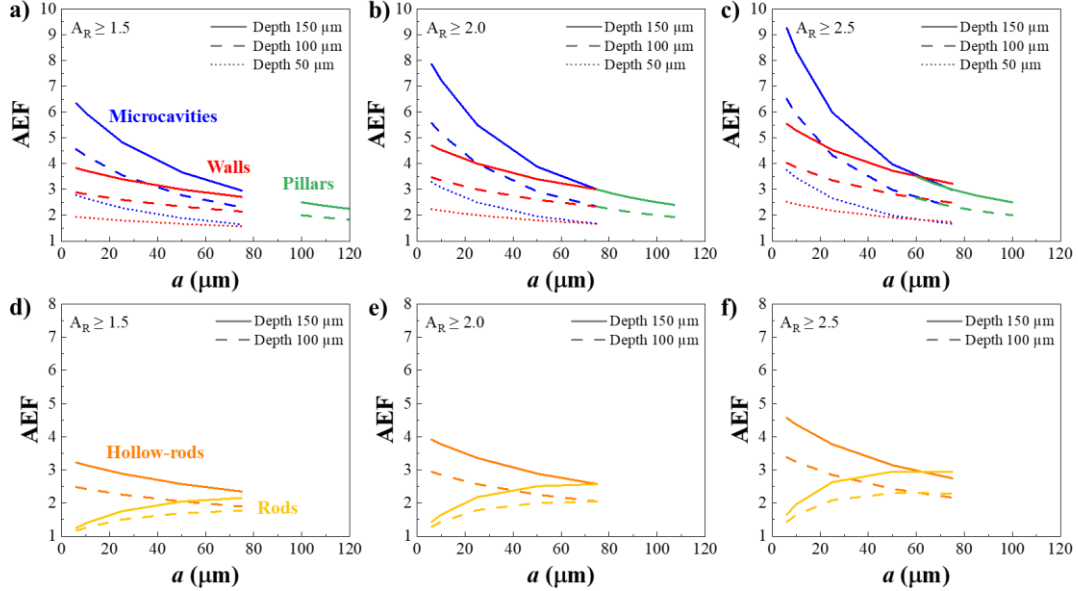 a)
A_R ≥ 1.5
Depth 150 µm
Depth 100 µm
Depth 50 µm
Microcavities
Walls
Pillars
AEF
10
9
8
7
6
5
4
3
2
1
0 20 40 60 80 100 120
a (µm)
b)
A_R ≥ 2.0
Depth 150 µm
Depth 100 µm
Depth 50 µm
AEF
10
9
8
7
6
5
4
3
2
1
0 20 40 60 80 100 120
a (µm)
c)
A_R ≥ 2.5
Depth 150 µm
Depth 100 µm
Depth 50 µm
AEF
10
9
8
7
6
5
4
3
2
1
0 20 40 60 80 100 120
a (µm)
d)
A_R ≥ 1.5
Depth 150 µm
Depth 100 µm
Hollow-rods
Rods
AEF
8
7
6
5
4
3
2
1
0 20 40 60 80 100 120
a (µm)
e)
A_R ≥ 2.0
Depth 150 µm
Depth 100 µm
AEF
8
7
6
5
4
3
2
1
0 20 40 60 80 100 120
a (µm)
f)
A_R ≥ 2.5
Depth 150 µm
Depth 100 µm
AEF
8
7
6
5
4
3
2
1
0 20 40 60 80 100 120
a (µm)